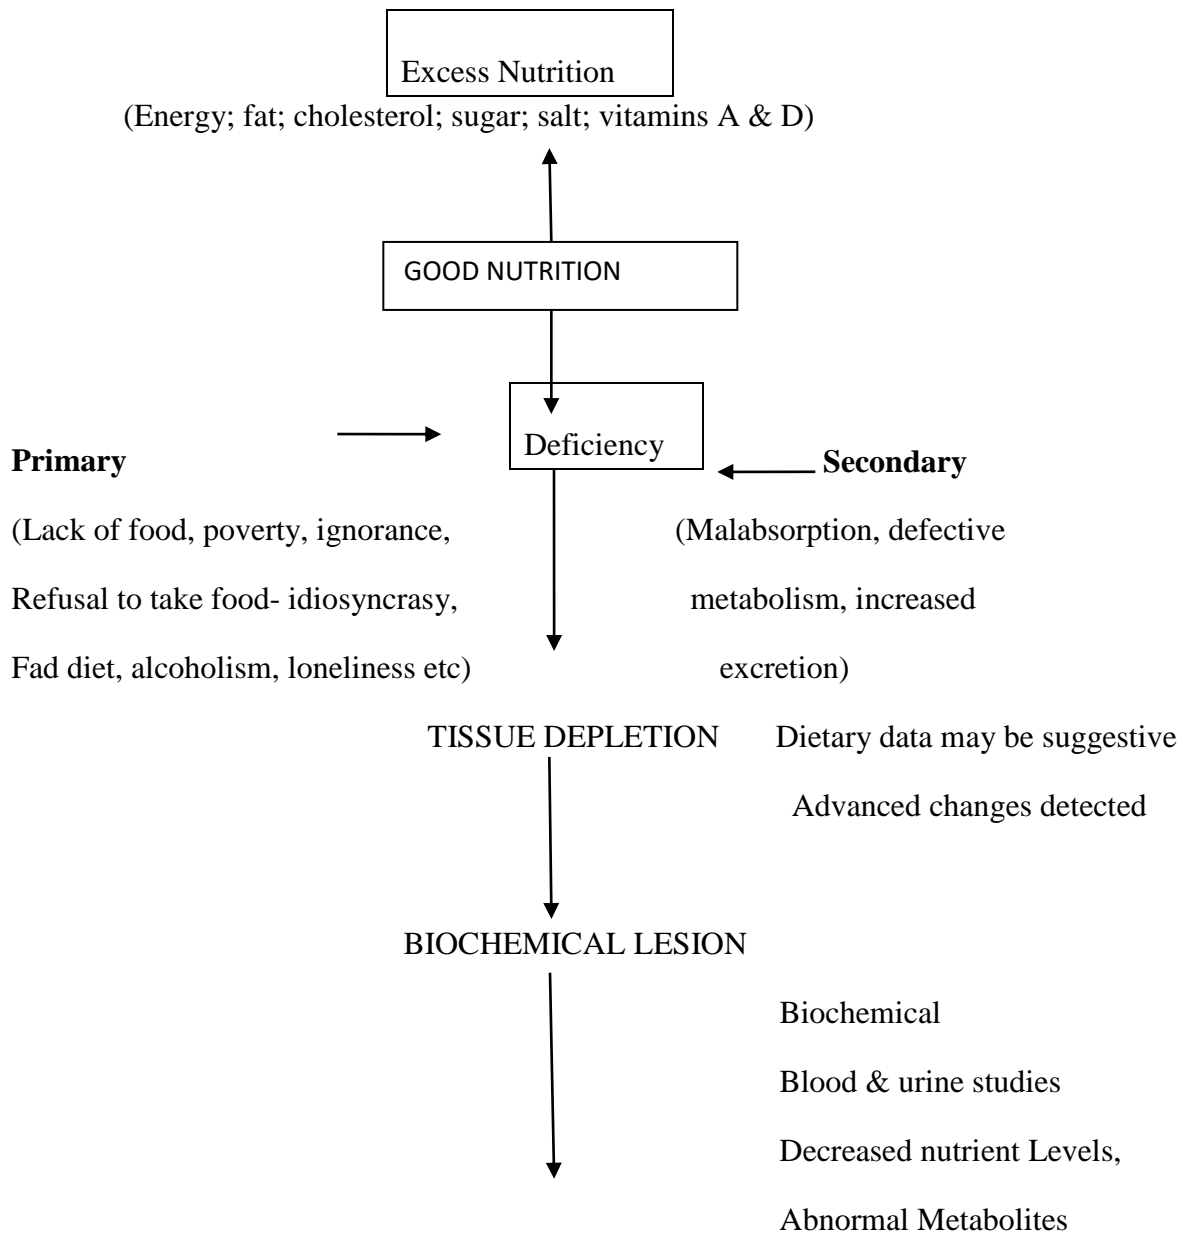 Excess Nutrition
(Energy; fat; cholesterol; sugar; salt; vitamins A & D)
GOOD NUTRITION
Deficiency
Primary
Secondary
(Lack of food, poverty, ignorance,
(Malabsorption, defective
Refusal to take food- idiosyncrasy,
metabolism, increased
Fad diet, alcoholism, loneliness etc)
excretion)
TISSUE DEPLETION
Dietary data may be suggestive
Advanced changes detected
BIOCHEMICAL LESION
Biochemical
Blood & urine studies
Decreased nutrient Levels,
Abnormal Metabolites